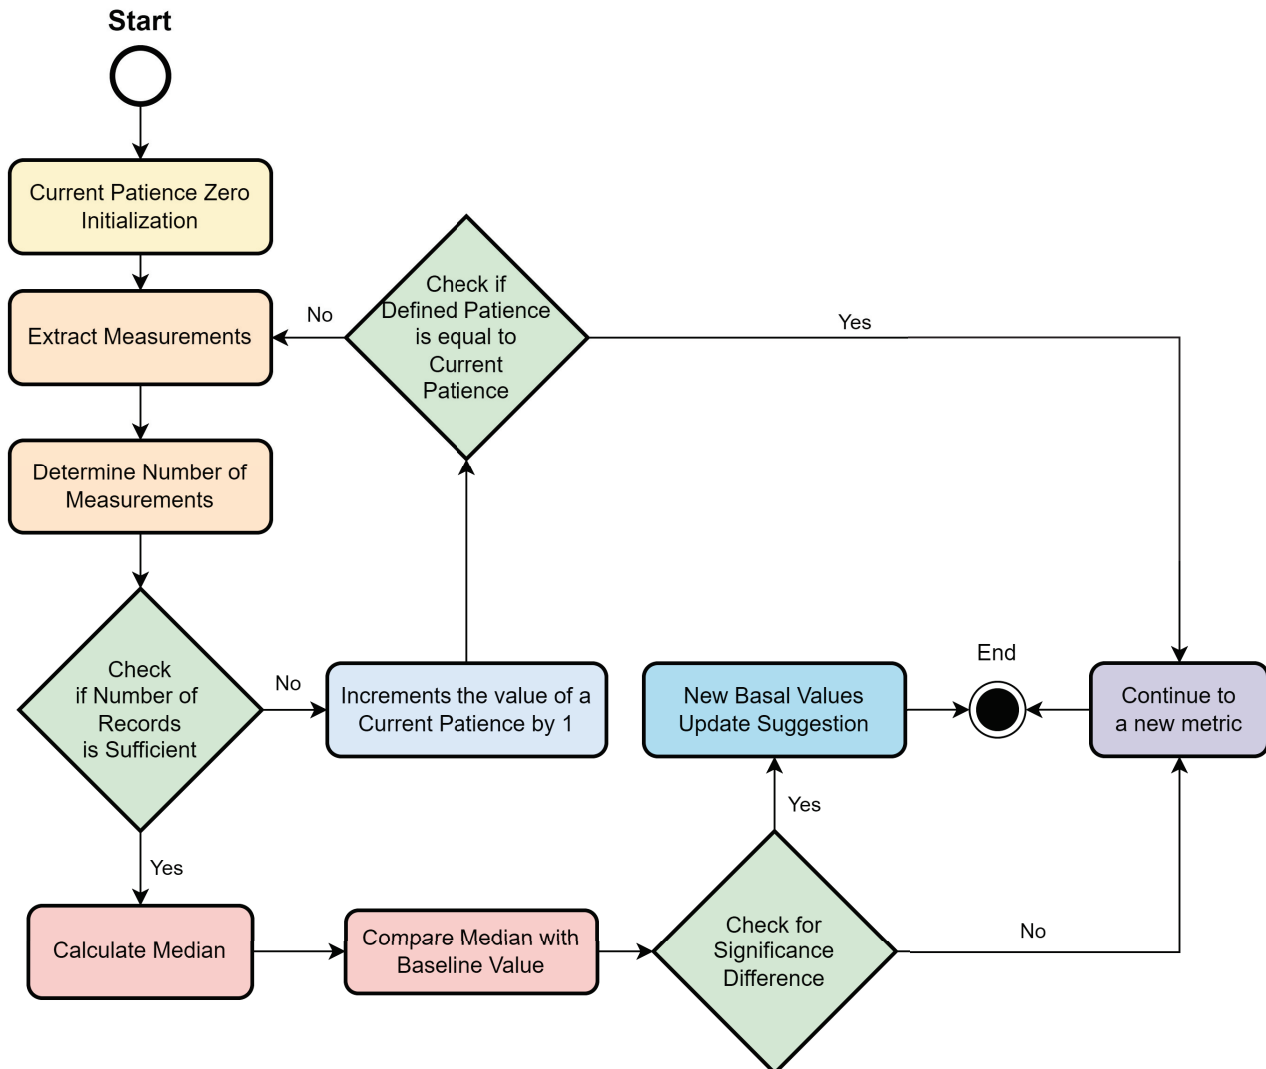 Start
Current Patience Zero
Initialization
Extract Measurements
No
Check if
Defined Patience
is equal to
Current
Patience
Yes
Determine Number of
Measurements
Check
if Number of
Records
is Sufficient
No
Increments the value of a
Current Patience by 1
New Basal Values
Update Suggestion
End
Continue to
a new metric
Yes
Yes
Calculate Median
Compare Median with
Baseline Value
Check for
Significance
Difference
No